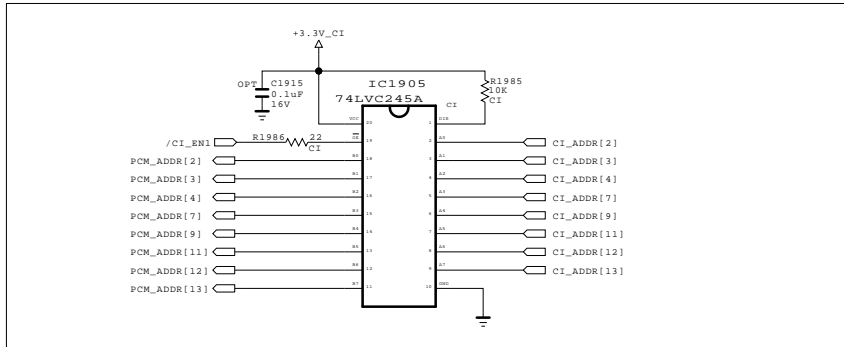 +3.3V_CI
OPT C1915
0.1uF
16V
IC1905
74LVC245A
CI
R1985
10K
CI
VCC 20 1 DIR
/CI_EN1 R1986 22 CI OE 19 2 A0 CI_ADDR[2]
PCM_ADDR[2] B0 18 3 A1 CI_ADDR[3]
PCM_ADDR[3] B1 17 4 A2 CI_ADDR[4]
PCM_ADDR[4] B2 16 5 A3 CI_ADDR[7]
PCM_ADDR[7] B3 15 6 A4 CI_ADDR[9]
PCM_ADDR[9] B4 14 7 A5 CI_ADDR[11]
PCM_ADDR[11] B5 13 8 A6 CI_ADDR[12]
PCM_ADDR[12] B6 12 9 A7 CI_ADDR[13]
PCM_ADDR[13] B7 11 10 GND